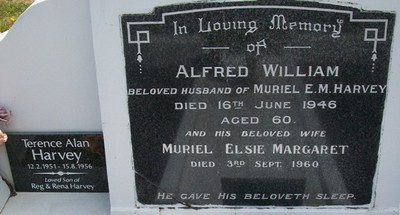 In Loving Memory
of
ALFRED WILLIAM
BELOVED HUSBAND OF MURIEL E.M. HARVEY
DIED 16TH JUNE 1946
AGED 60.
AND HIS BELOVED WIFE
MURIEL ELSIE MARGARET
DIED 3RD SEPT. 1960
HE GAVE HIS BELOVETH SLEEP
Terence Alan
Harvey
12.2.1951 - 15.8.1956
Loved Son of
Reg & Rena Harvey